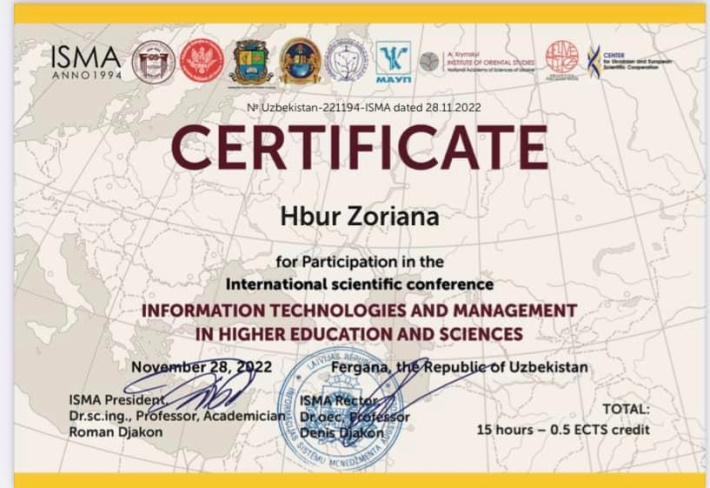 ISMA
ANNO1994
МАУП
A. Krymskyi
INSTITUTE OF ORIENTAL STUDIES
National Academy of Sciences of Ukraine
CENTER
for Ukrainian and European
Scientific Cooperation
№ Uzbekistan-221194-ISMA dated 28.11.2022
CERTIFICATE
Hbur Zoriana
for Participation in the
International scientific conference
INFORMATION TECHNOLOGIES AND MANAGEMENT
IN HIGHER EDUCATION AND SCIENCES
November 28, 2022
Fergana, the Republic of Uzbekistan
ISMA President,
Dr.sc.ing., Professor, Academician
Roman Djakon
ISMA Rector
Dr.oec, Professor
Denis Djakon
LATVIJAS REPUBLIKA
TOTAL:
15 hours – 0.5 ECTS credit